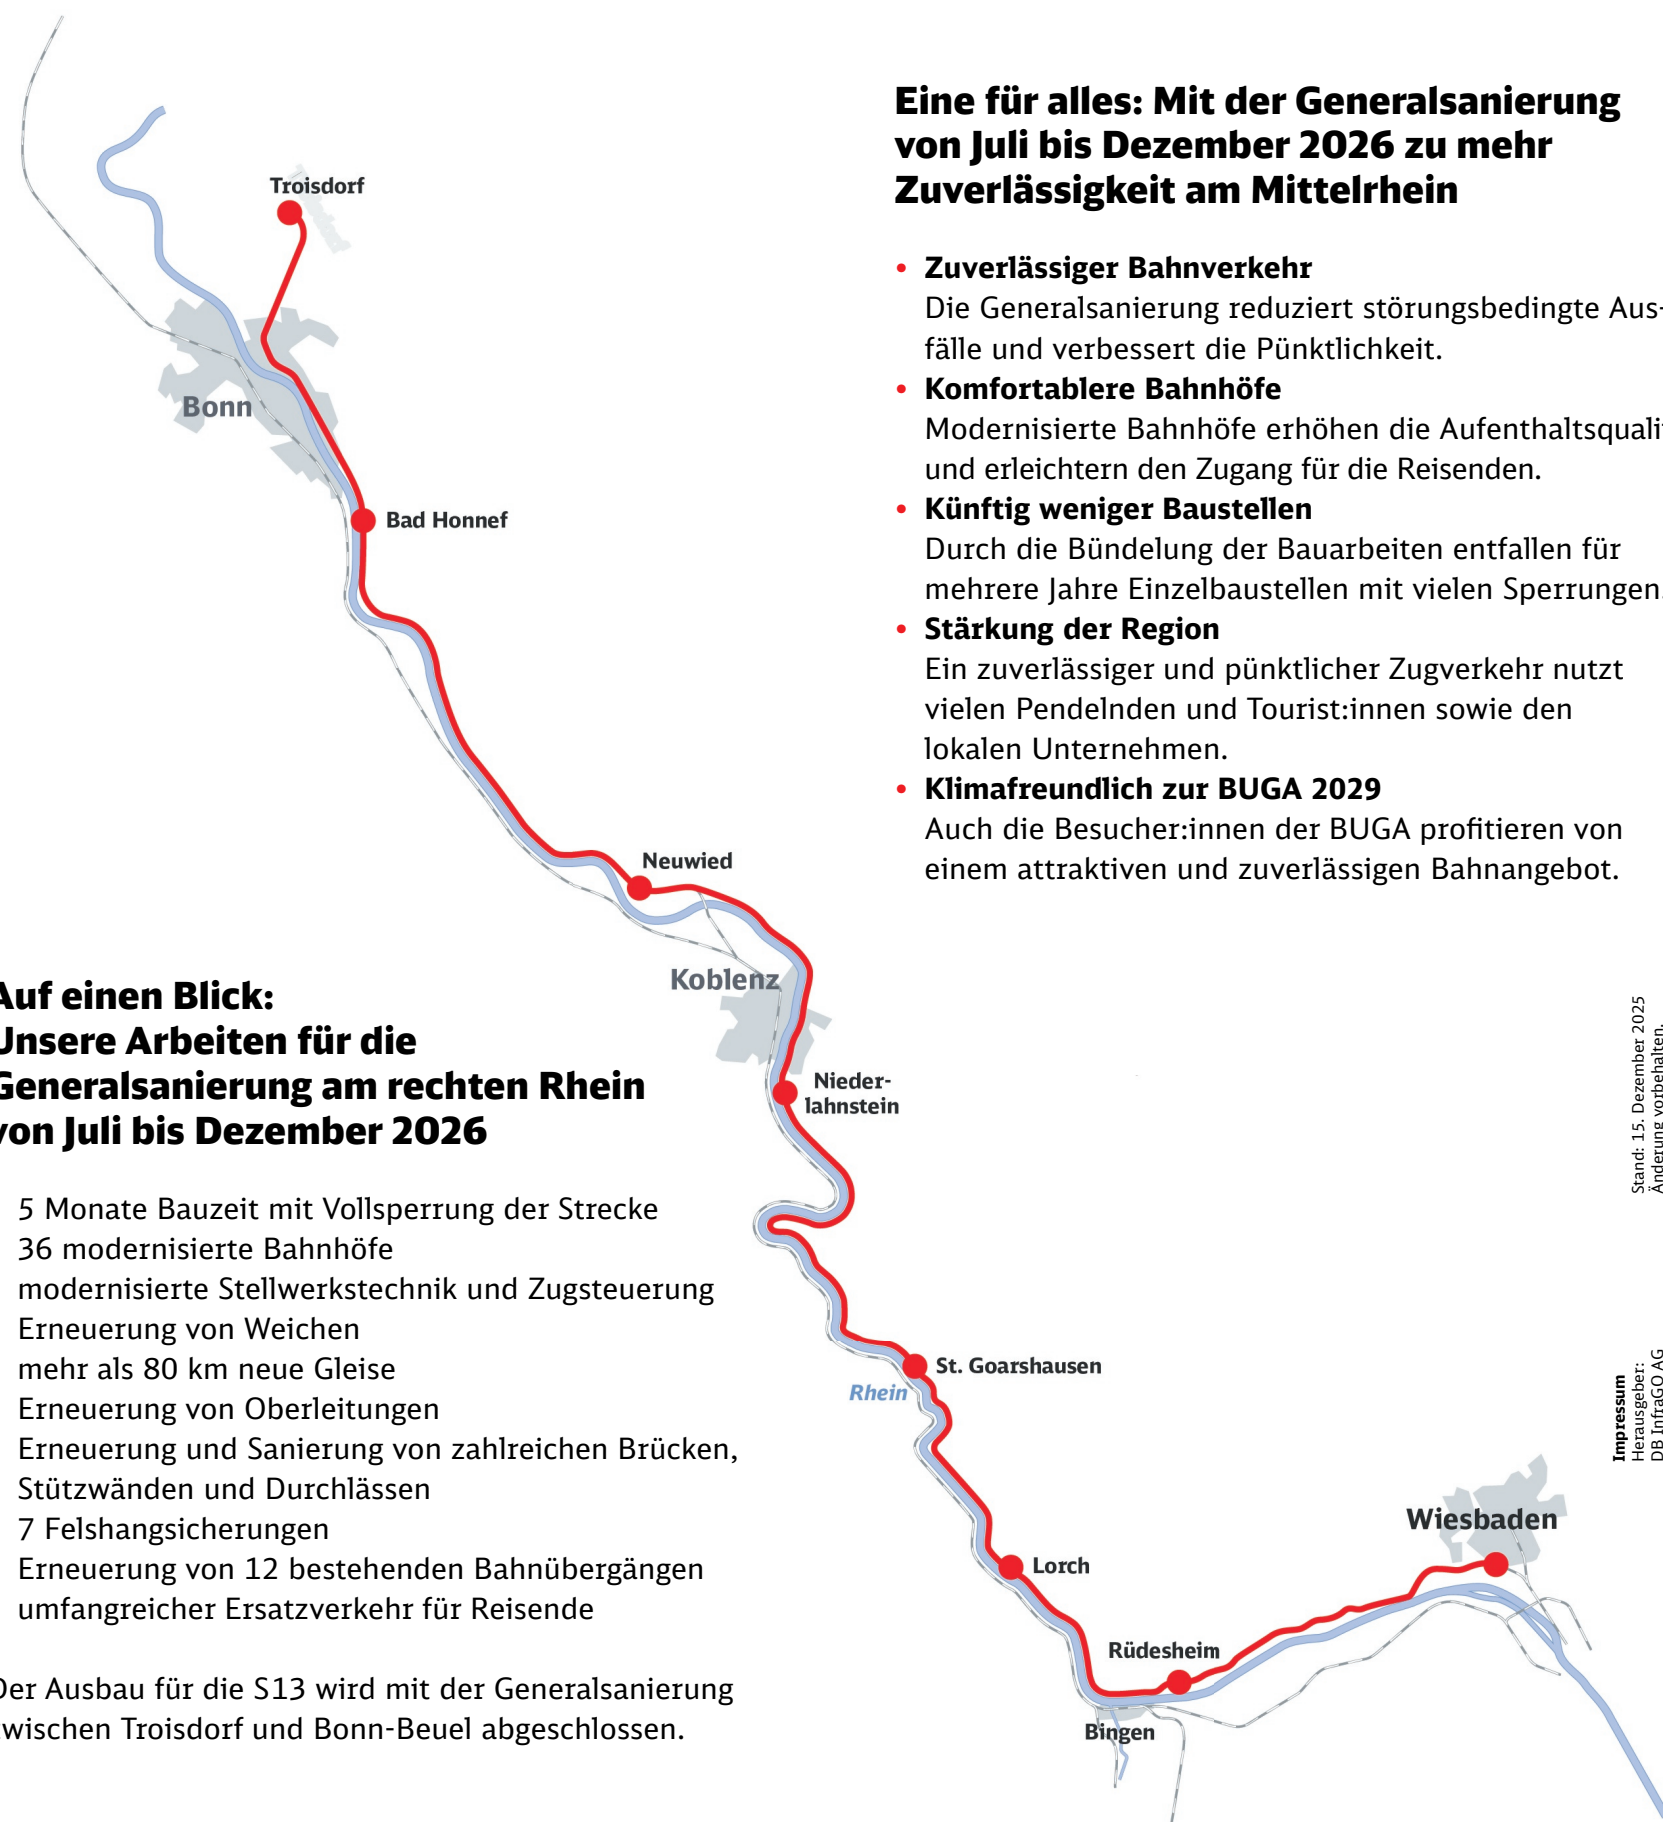 Eine für alles: Mit der Generalsanierung
von Juli bis Dezember 2026 zu mehr
Zuverlässigkeit am Mittelrhein
• Zuverlässiger Bahnverkehr
Die Generalsanierung reduziert störungsbedingte Aus-
fälle und verbessert die Pünktlichkeit.
• Komfortablere Bahnhöfe
Modernisierte Bahnhöfe erhöhen die Aufenthaltsquali
und erleichtern den Zugang für die Reisenden.
• Künftig weniger Baustellen
Durch die Bündelung der Bauarbeiten entfallen für
mehrere Jahre Einzelbaustellen mit vielen Sperrungen.
• Stärkung der Region
Ein zuverlässiger und pünktlicher Zugverkehr nutzt
vielen Pendelnden und Tourist:innen sowie den
lokalen Unternehmen.
• Klimafreundlich zur BUGA 2029
Auch die Besucher:innen der BUGA profitieren von
einem attraktiven und zuverlässigen Bahnangebot.
Troisdorf
Bonn
Bad Honnef
Neuwied
Koblenz
Nieder-
lahnstein
St. Goarshausen
Rhein
Lorch
Wiesbaden
Rüdesheim
Bingen
Auf einen Blick:
Unsere Arbeiten für die
Generalsanierung am rechten Rhein
von Juli bis Dezember 2026
5 Monate Bauzeit mit Vollsperrung der Strecke
36 modernisierte Bahnhöfe
modernisierte Stellwerkstechnik und Zugsteuerung
Erneuerung von Weichen
mehr als 80 km neue Gleise
Erneuerung von Oberleitungen
Erneuerung und Sanierung von zahlreichen Brücken,
Stützwänden und Durchlässen
7 Felshangsicherungen
Erneuerung von 12 bestehenden Bahnübergängen
umfangreicher Ersatzverkehr für Reisende
Der Ausbau für die S13 wird mit der Generalsanierung
zwischen Troisdorf und Bonn-Beuel abgeschlossen.
Stand: 15. Dezember 2025
Änderung vorbehalten.
Impressum
Herausgeber:
DB InfraGO AG